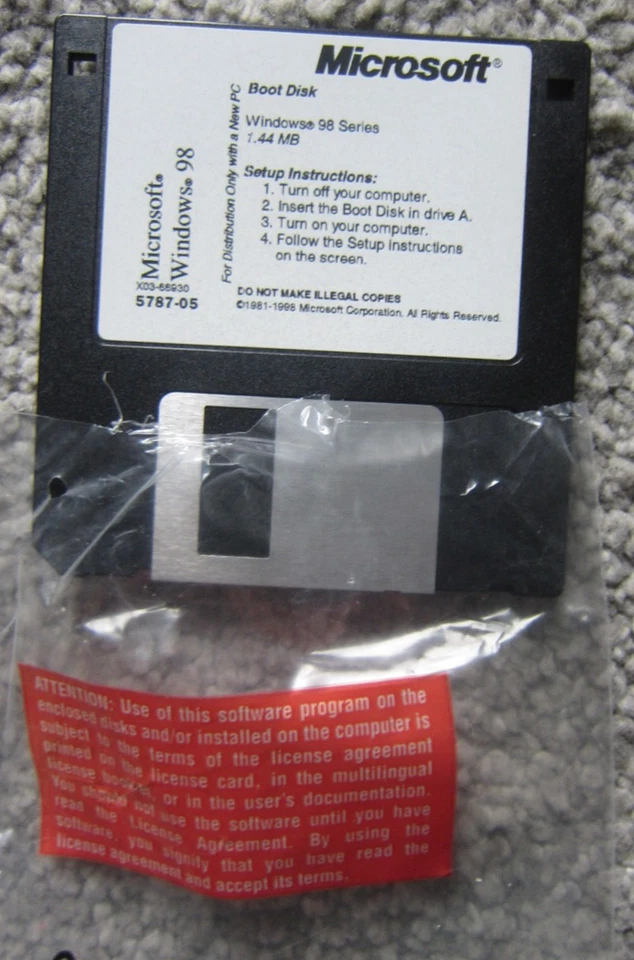 Microsoft®
Boot Disk
Windows® 98 Series
1.44 MB
Setup Instructions:
1. Turn off your computer.
2. Insert the Boot Disk in drive A.
3. Turn on your computer.
4. Follow the Setup instructions
on the screen.
DO NOT MAKE ILLEGAL COPIES
©1981-1998 Microsoft Corporation. All Rights Reserved.
For Distribution Only with a New PC
Microsoft®
Windows® 98
X03-66930
5787-05
ATTENTION: Use of this software program on the
enclosed disks and/or installed on the computer is
subject to the terms of the license agreement
printed on the license card, in the multilingual
license booklet, or in the user's documentation.
You should not use the software until you have
read the License Agreement. By using the
software, you signify that you have read the
license agreement and accept its terms.